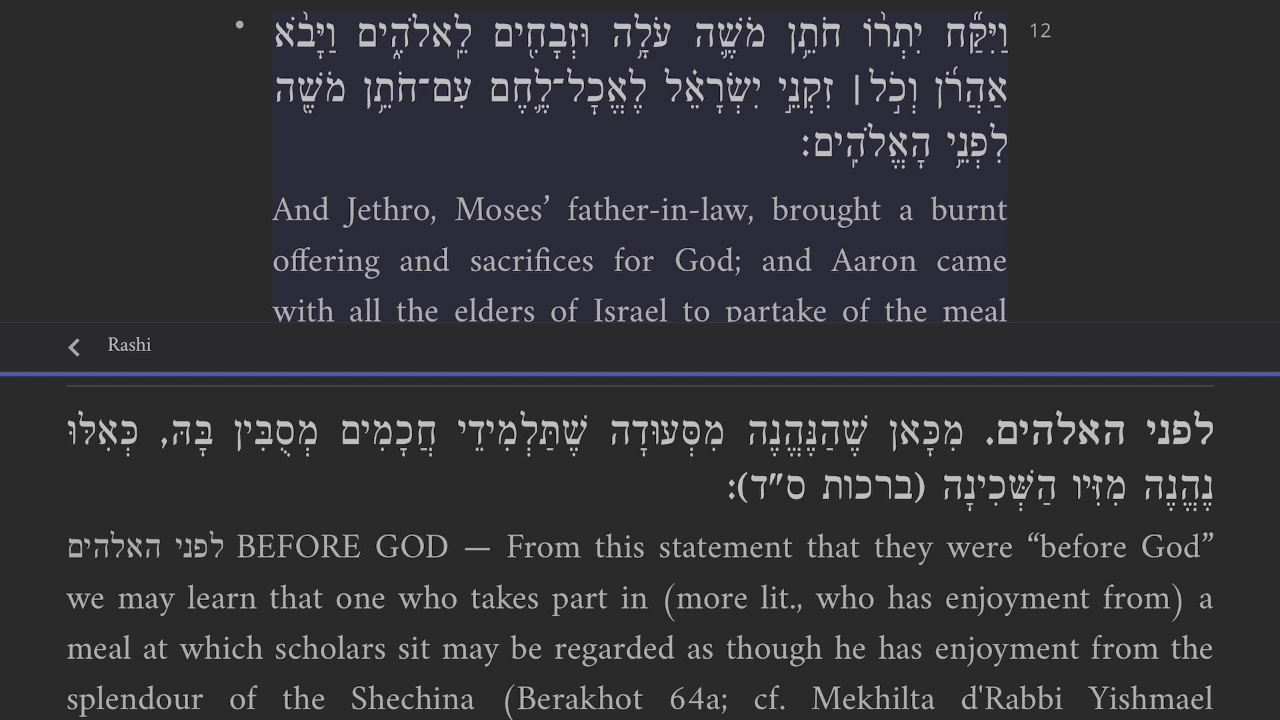 12
וַיִּקַּ֞ח יִתְר֨וֹ חֹתֵ֥ן מֹשֶׁ֛ה עֹלָ֥ה וּזְבָחִ֖ים לֵֽאלֹהִ֑ים וַיָּבֹ֨א
אַהֲרֹ֜ן וְכֹ֣ל ׀ זִקְנֵ֣י יִשְׂרָאֵ֗ל לֶאֱכׇל־לֶ֛חֶם עִם־חֹתֵ֥ן מֹשֶׁ֖ה
לִפְנֵ֥י הָאֱלֹהִֽים׃
And Jethro, Moses’ father-in-law, brought a burnt
offering and sacrifices for God; and Aaron came
with all the elders of Israel to partake of the meal
Rashi
לפני האלהים. מִכָּאן שֶׁהַנֶּהֱנֶה מִסְּעוּדָה שֶׁתַּלְמִידֵי חֲכָמִים מְסֻבִּין בָּהּ, כְּאִלּוּ
נֶהֱנֶה מִזִּיו הַשְּׁכִינָה (ברכות ס"ד):
לפני האלהים BEFORE GOD — From this statement that they were “before God”
we may learn that one who takes part in (more lit., who has enjoyment from) a
meal at which scholars sit may be regarded as though he has enjoyment from the
splendour of the Shechina (Berakhot 64a; cf. Mekhilta d'Rabbi Yishmael